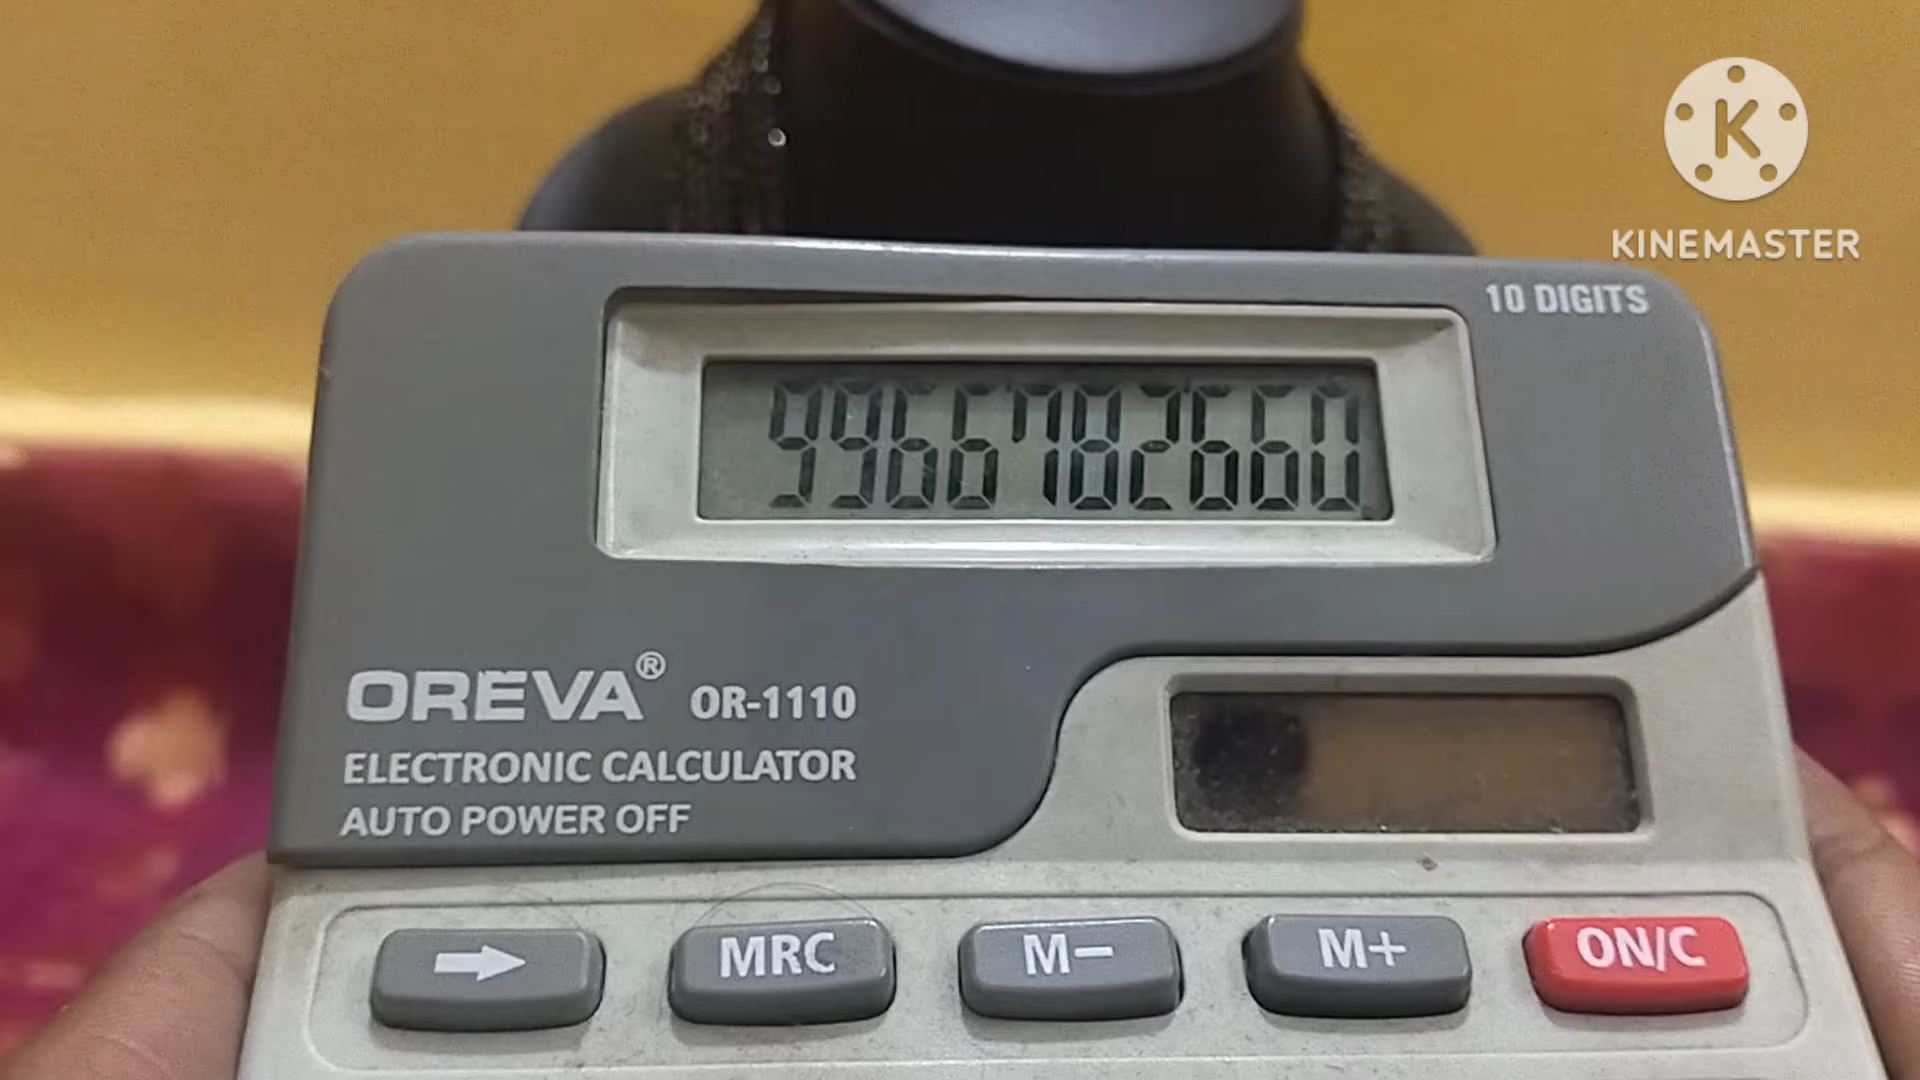 KINEMASTER
10 DIGITS
9966782660
OREVA® OR-1110
ELECTRONIC CALCULATOR
AUTO POWER OFF
➡ MRC M− M+ ON/C